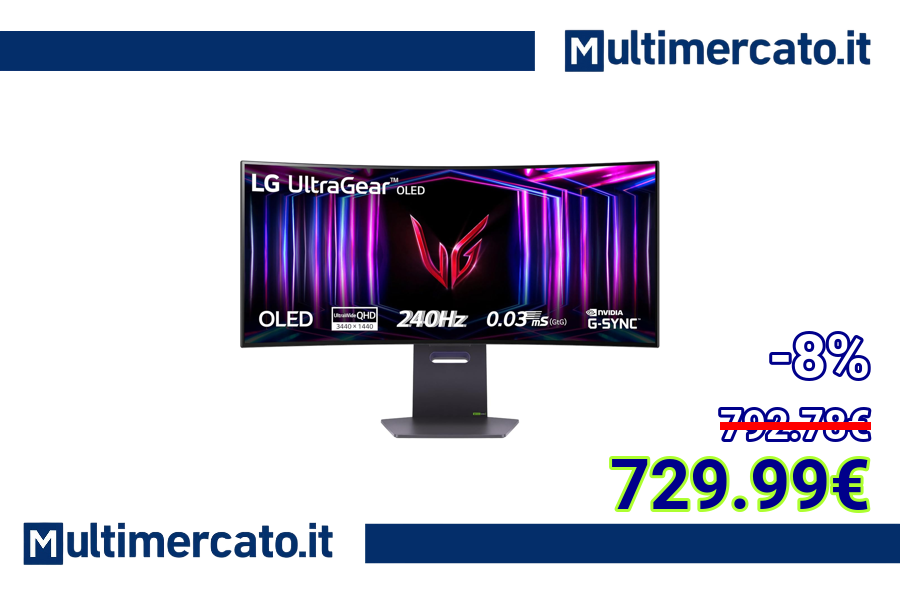 Multimercato.it
LG UltraGear™ OLED
OLED
UltraWide QHD
3440 × 1440
240Hz
0.03ms (GtG)
NVIDIA
G-SYNC
-8%
792.78€
729.99€
Multimercato.it